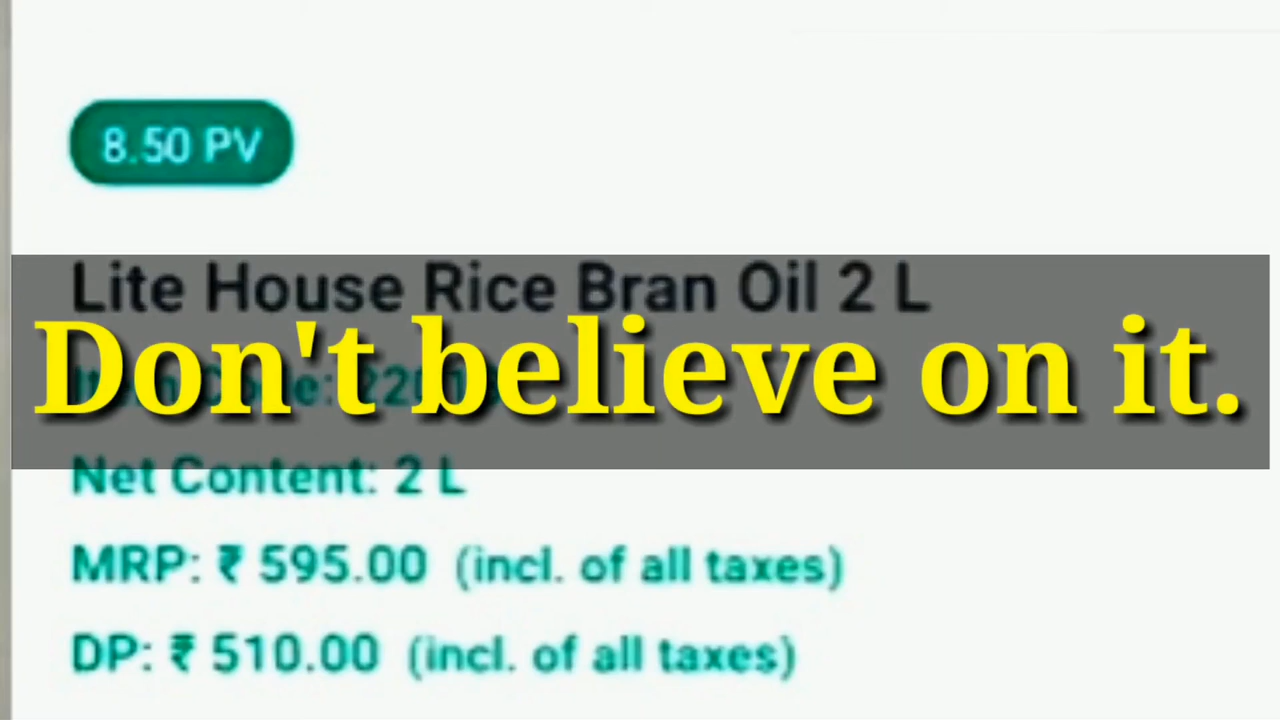 8.50 PV
Lite House Rice Bran Oil 2 L
Don't believe on it.
Net Content: 2 L
MRP: ₹ 595.00 (incl. of all taxes)
DP: ₹ 510.00 (incl. of all taxes)